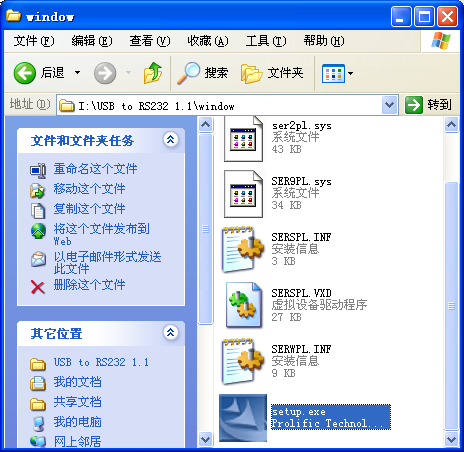 window
文件(F) 编辑(E) 查看(V) 收藏(A) 工具(T) 帮助(H)
后退 搜索 文件夹
地址(D) I:\USB to RS232 1.1\window 转到
文件和文件夹任务
重命名这个文件
移动这个文件
复制这个文件
将这个文件发布到
Web
以电子邮件形式发送
此文件
删除这个文件
其它位置
USB to RS232 1.1
我的文档
共享文档
我的电脑
网上邻居
ser2pl.sys
系统文件
43 KB
SER9PL.sys
系统文件
34 KB
SERSPL.INF
安装信息
3 KB
SERSPL.VXD
虚拟设备驱动程序
27 KB
SERWPL.INF
安装信息
9 KB
setup.exe
Prolific Technol...